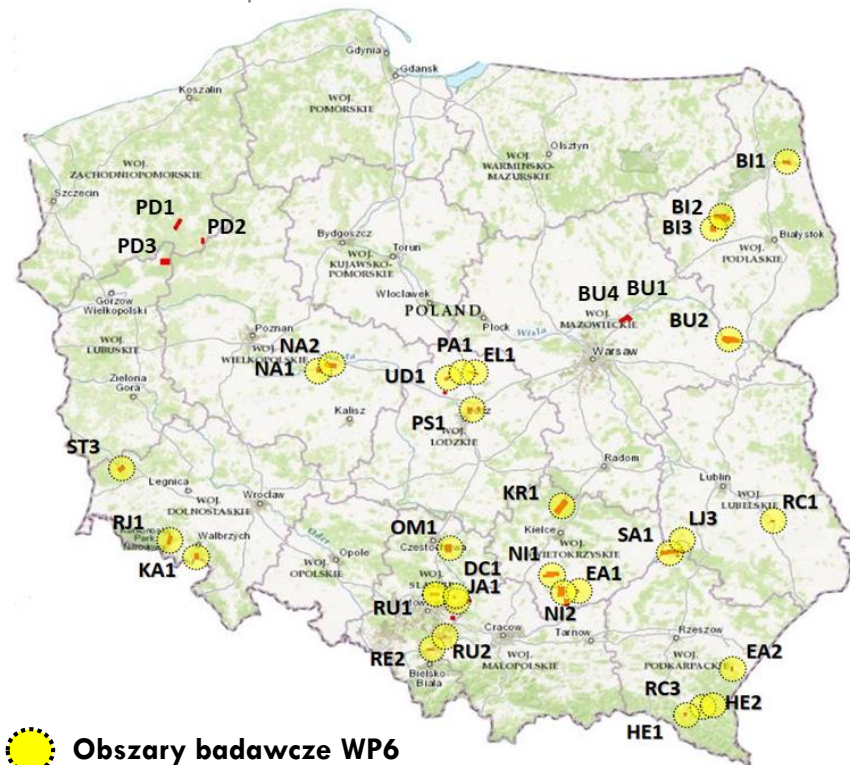 Gdynia
Gdansk
Koszalin
WOJ.
POMORSKIE
Olsztyn
WOJ.
ZACHODNIOPOMORSKIE
WOJ.
WARMINSKO-
MAZURSKIE
BI1
Szczecin
PD1
PD2
BI2
BI3
Bialystok
WOJ.
PODLASKIE
PD3
Bydgoszcz
Torun
WOJ.
KUJAWSKO-
POMORSKIE
Gorzow
Wielkopolski
Wloclawek
POLAND
Plock
BU4
BU1
WOJ.
MAZOWIECKIE
BU2
WOJ.
LUBUSKIE
Poznan
WOJ.
WIELKOPOLSKIE
NA2
NA1
Wisla
Warsaw
PA1
EL1
UD1
Zielona
Gora
Kalisz
PS1
WOJ.
LODZKIE
ST3
Legnica
WOJ.
DOLNOSLASKIE
Wroclaw
Radom
Lublin
WOJ.
LUBELSKIE
RC1
KR1
Kielce
LJ3
SA1
RJ1
Walbrzych
KA1
OM1
Czestochowa
Opole
WOJ.
OPOLSKIE
Oder
DC1
JA1
NI1
EA1
NI2
RU1
Cracow
WOJ.
MALOPOLSKIE
Tarnow
Rzeszow
WOJ.
PODKARPACKIE
RE2
RU2
Bielsko-
Biala
EA2
RC3
HE2
HE1
Obszary badawcze WP6